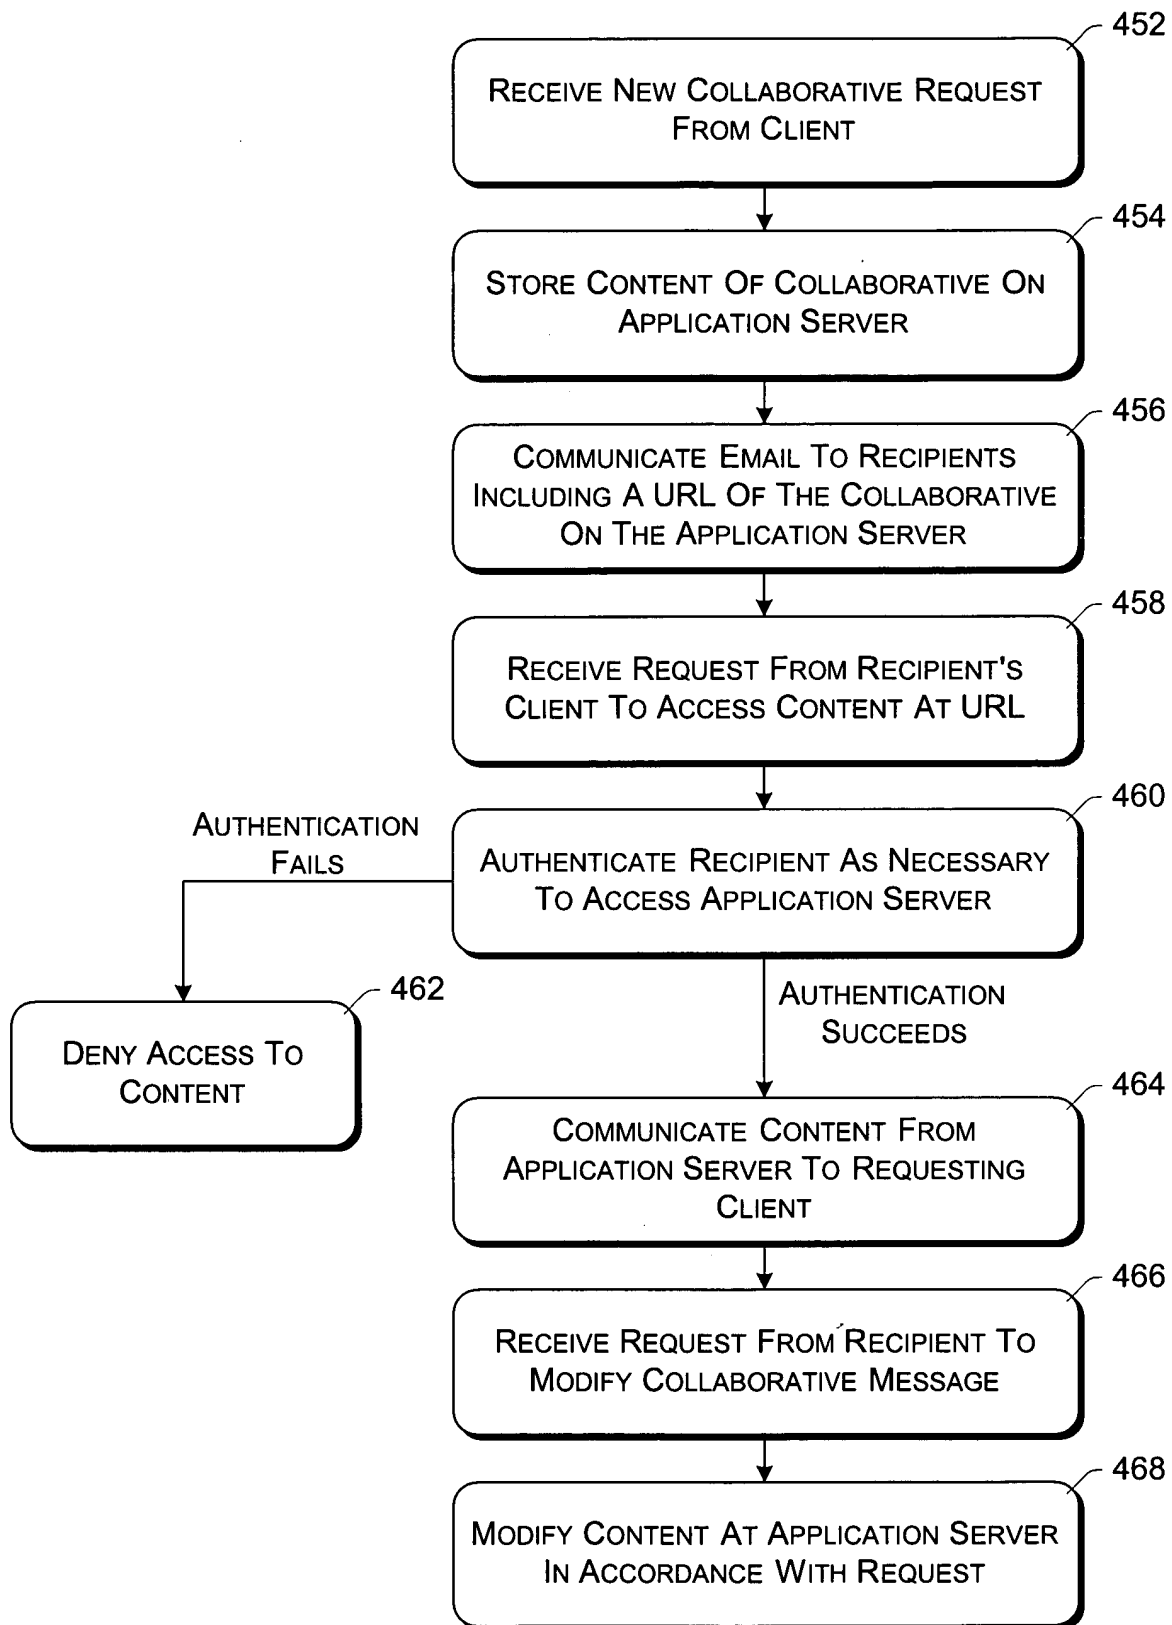 452
RECEIVE NEW COLLABORATIVE REQUEST
FROM CLIENT
454
STORE CONTENT OF COLLABORATIVE ON
APPLICATION SERVER
456
COMMUNICATE EMAIL TO RECIPIENTS
INCLUDING A URL OF THE COLLABORATIVE
ON THE APPLICATION SERVER
458
RECEIVE REQUEST FROM RECIPIENT'S
CLIENT TO ACCESS CONTENT AT URL
460
AUTHENTICATE RECIPIENT AS NECESSARY
TO ACCESS APPLICATION SERVER
AUTHENTICATION
FAILS
462
DENY ACCESS TO
CONTENT
AUTHENTICATION
SUCCEEDS
464
COMMUNICATE CONTENT FROM
APPLICATION SERVER TO REQUESTING
CLIENT
466
RECEIVE REQUEST FROM RECIPIENT TO
MODIFY COLLABORATIVE MESSAGE
468
MODIFY CONTENT AT APPLICATION SERVER
IN ACCORDANCE WITH REQUEST